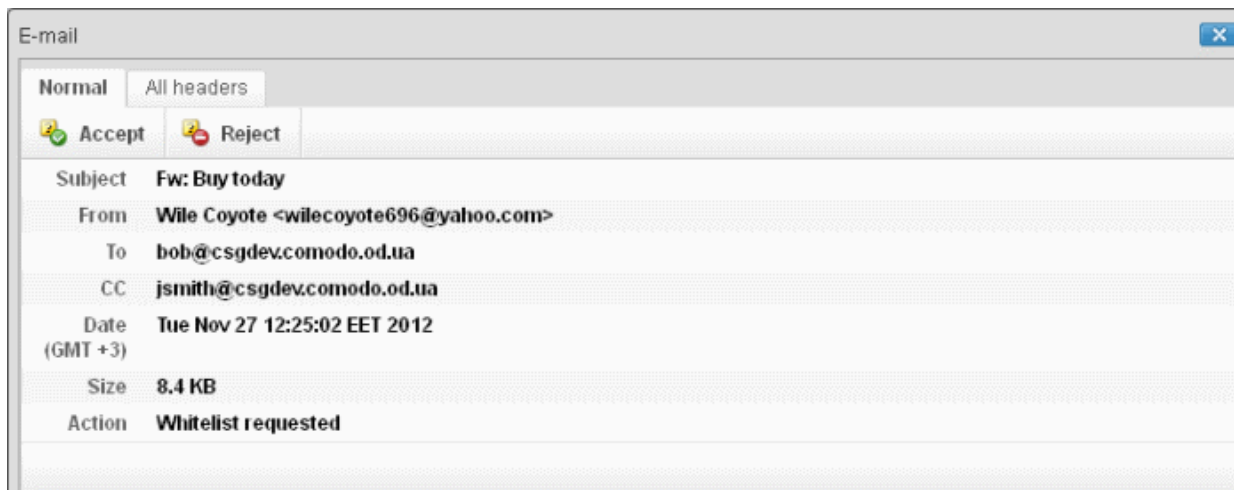 E-mail
Normal All headers
Accept Reject
Subject Fw: Buy today
From Wile Coyote <wilecoyote696@yahoo.com>
To bob@csgdev.comodo.od.ua
CC jsmith@csgdev.comodo.od.ua
Date Tue Nov 27 12:25:02 EET 2012
(GMT +3)
Size 8.4 KB
Action Whitelist requested